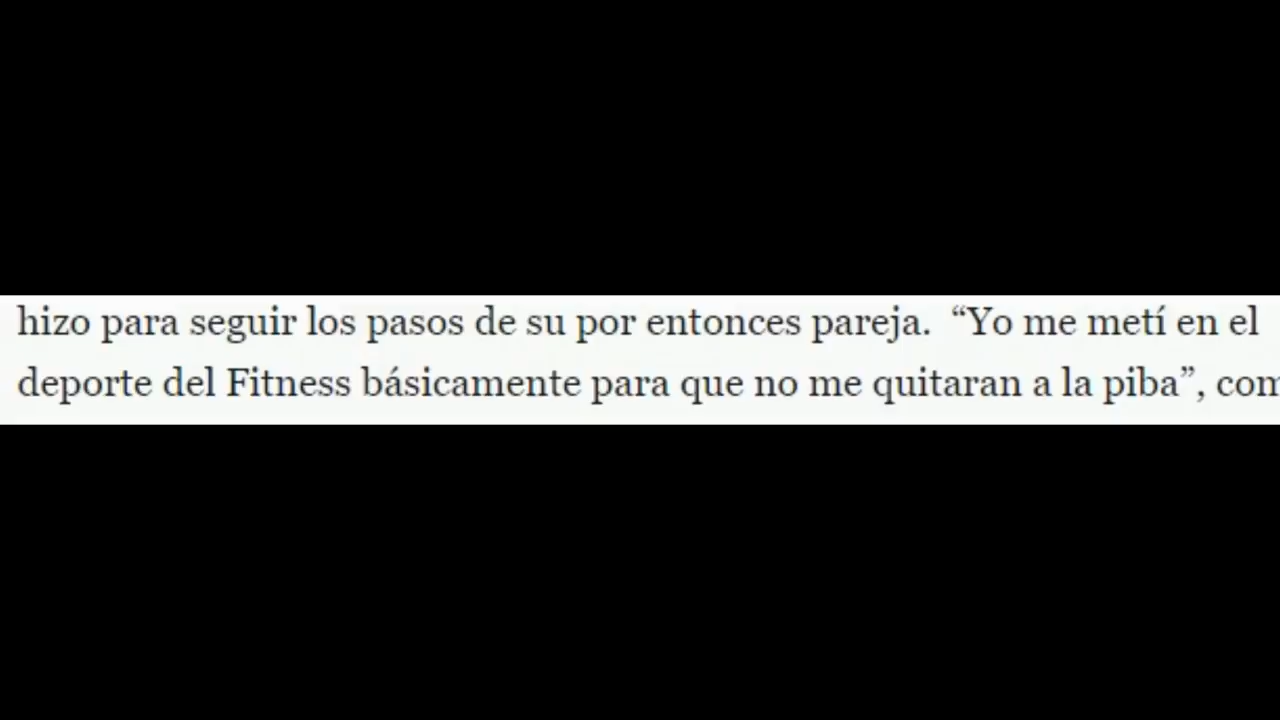 hizo para seguir los pasos de su por entonces pareja.  “Yo me metí en el
deporte del Fitness básicamente para que no me quitaran a la piba”,